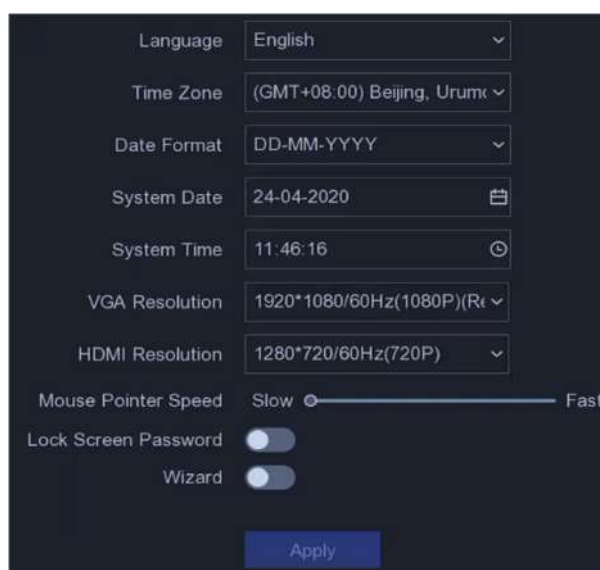 Language English
Time Zone (GMT+08:00) Beijing, Urum
Date Format DD-MM-YYYY
System Date 24-04-2020
System Time 11:46:16
VGA Resolution 1920*1080/60Hz(1080P)(Re
HDMI Resolution 1280*720/60Hz(720P)
Mouse Pointer Speed Slow Fast
Lock Screen Password
Wizard
Apply